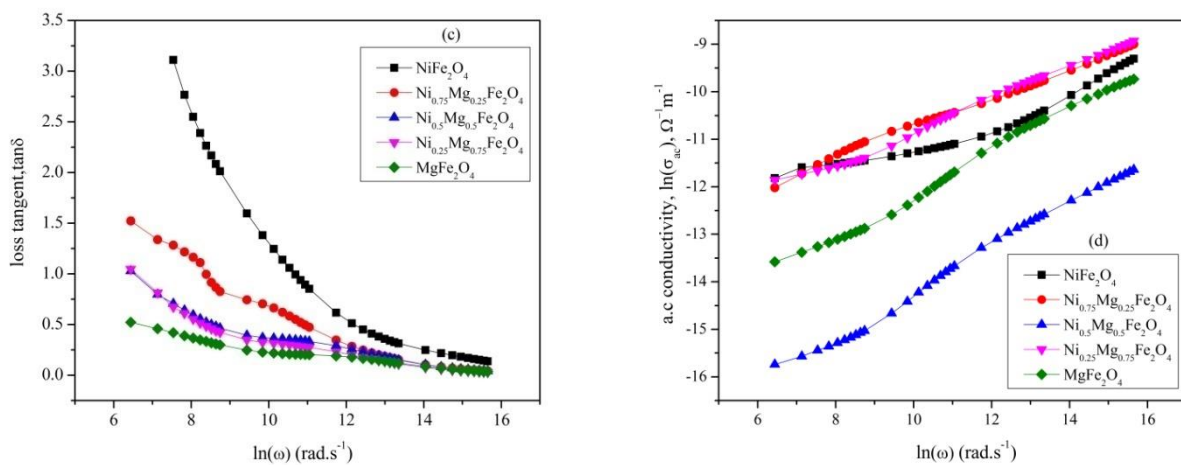 3.5
3.0
2.5
2.0
1.5
1.0
0.5
0.0
loss tangent,tanδ
6 8 10 12 14 16
ln(ω) (rad.s⁻¹)
(c)
NiFe₂O₄
Ni₀.₇₅Mg₀.₂₅Fe₂O₄
Ni₀.₅Mg₀.₅Fe₂O₄
Ni₀.₂₅Mg₀.₇₅Fe₂O₄
MgFe₂O₄
-9
-10
-11
-12
-13
-14
-15
-16
a.c conductivity, ln(σac), Ω⁻¹m⁻¹
6 8 10 12 14 16
ln(ω) (rad.s⁻¹)
(d)
NiFe₂O₄
Ni₀.₇₅Mg₀.₂₅Fe₂O₄
Ni₀.₅Mg₀.₅Fe₂O₄
Ni₀.₂₅Mg₀.₇₅Fe₂O₄
MgFe₂O₄